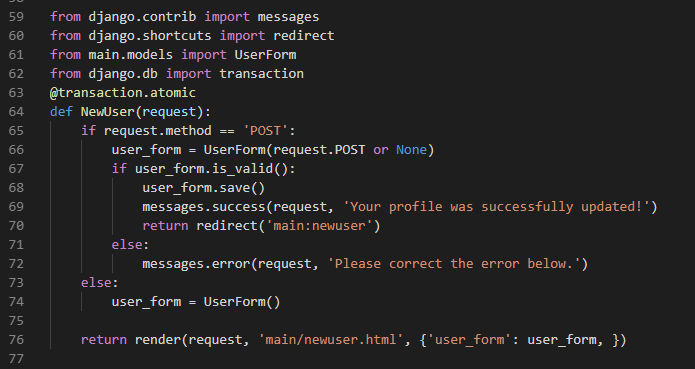 59 from django.contrib import messages
60 from django.shortcuts import redirect
61 from main.models import UserForm
62 from django.db import transaction
63 @transaction.atomic
64 def NewUser(request):
65     if request.method == 'POST':
66         user_form = UserForm(request.POST or None)
67         if user_form.is_valid():
68             user_form.save()
69             messages.success(request, 'Your profile was successfully updated!')
70             return redirect('main:newuser')
71         else:
72             messages.error(request, 'Please correct the error below.')
73     else:
74         user_form = UserForm()
75
76     return render(request, 'main/newuser.html', {'user_form': user_form, })
77